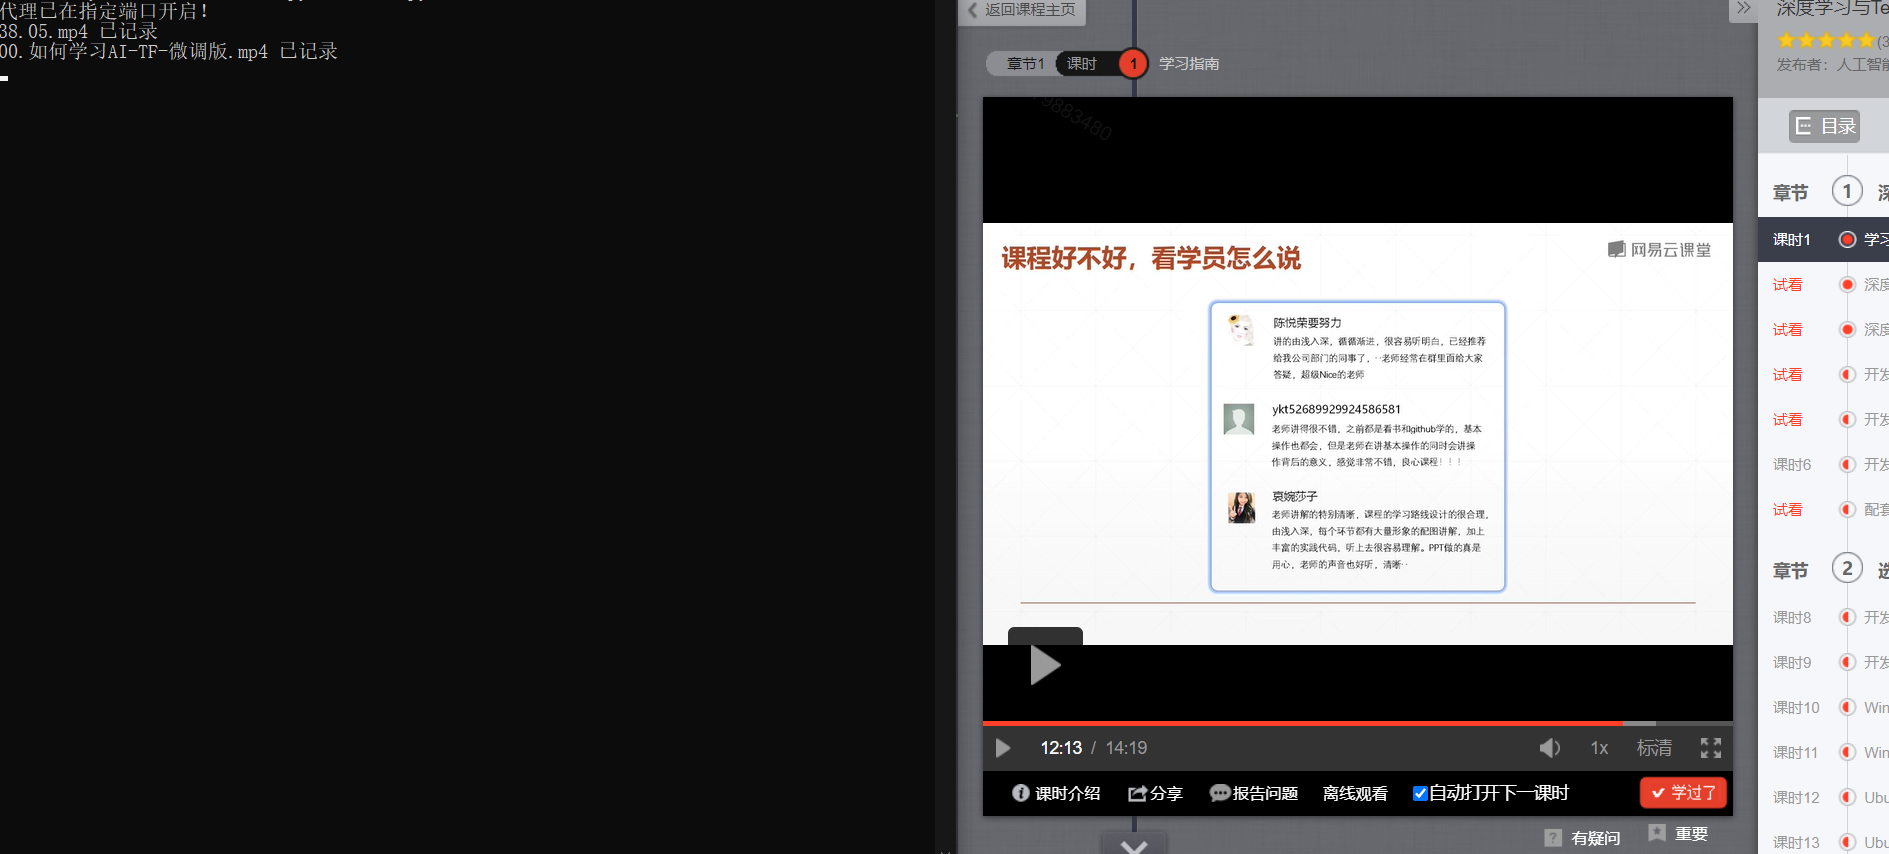 代理已在指定端口开启!
38.05.mp4 已记录
00.如何学习AI-TF-微调版.mp4 已记录
返回课程主页
章节1 课时 1 学习指南
9883480
课程好不好，看学员怎么说
网易云课堂
陈悦荣要努力
讲的由浅入深，循循渐进，很容易听明白，已经推荐
给我公司部门的同事了，··老师经常在群里面给大家
答疑，超级Nice的老师
ykt52689929924586581
老师讲得很不错，之前都是看书和github学的，基本
操作也都会，但是老师在讲基本操作的同时会讲操
作背后的意义，感觉非常不错，良心课程！！！
袁婉莎子
老师讲解的特别清晰，课程的学习路线设计的很合理，
由浅入深，每个环节都有大量形象的配图讲解，加上
丰富的实践代码，听上去很容易理解。PPT做的真是
用心，老师的声音也好听，清晰··
12:13 / 14:19
1x 标清
课时介绍 分享 报告问题 离线观看 自动打开下一课时 学过了
有疑问 重要
深度学习与Te
(3
发布者：人工智能
目录
章节 1 深
课时1 学习
试看 深度
试看 深度
试看 开发
试看 开发
课时6 开发
试看 配套
章节 2 选
课时8 开发
课时9 开发
课时10 Win
课时11 Win
课时12 Ubu
课时13 Ubu